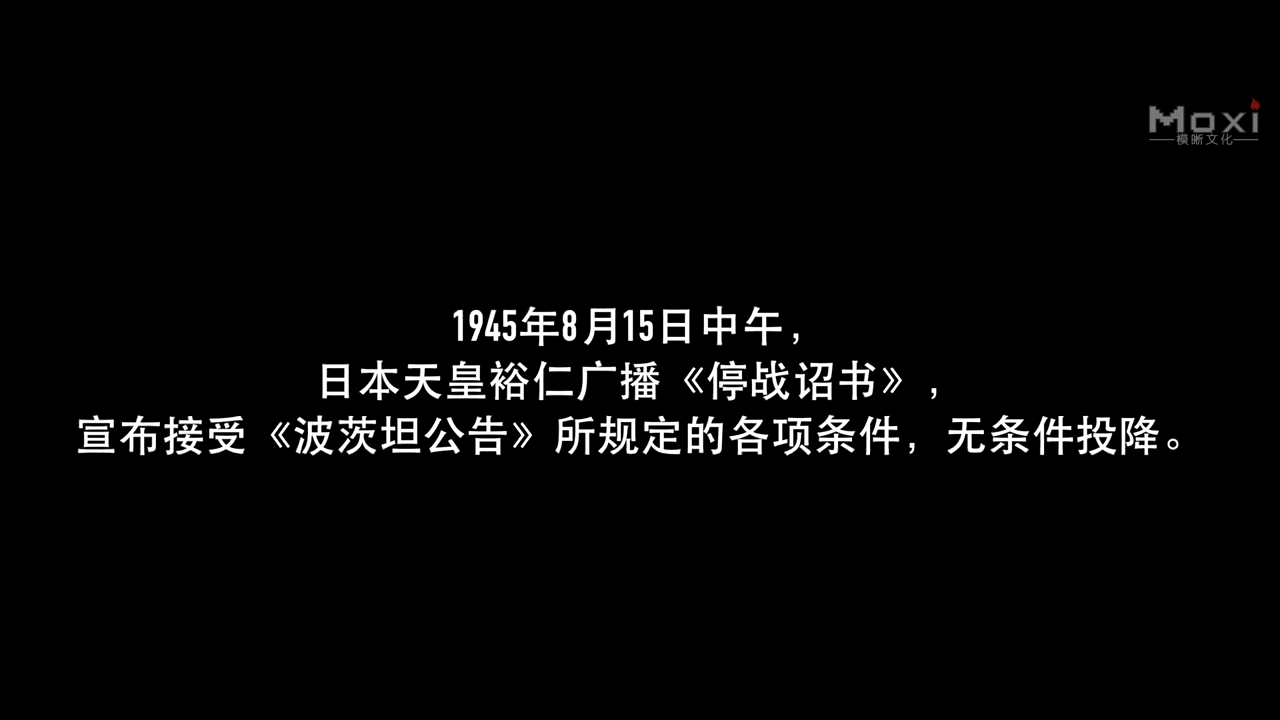 Moxi
模晰文化
1945年8月15日中午，
日本天皇裕仁广播《停战诏书》，
宣布接受《波茨坦公告》所规定的各项条件，无条件投降。